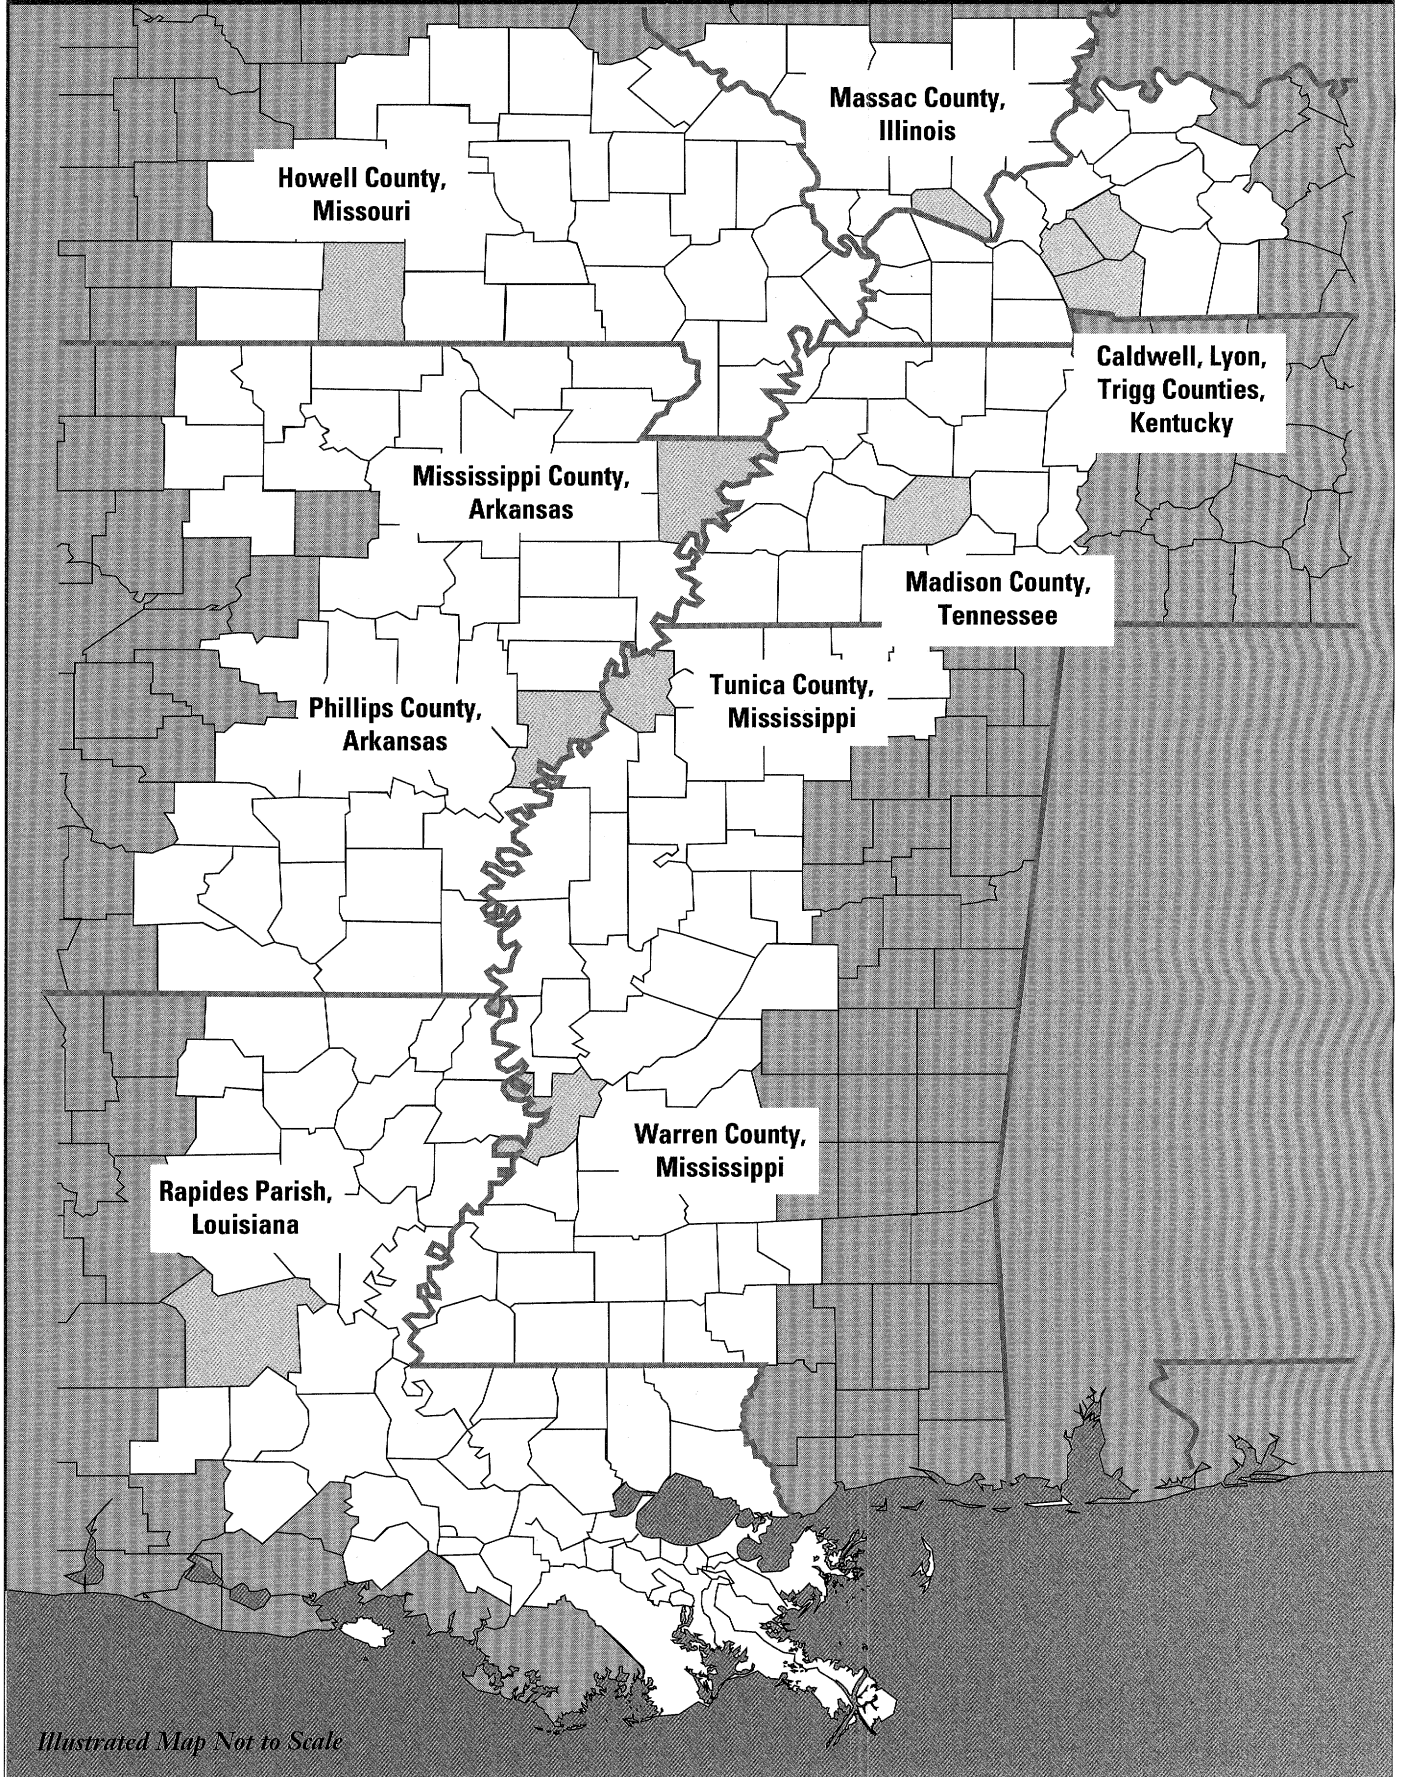 Massac County,
Illinois
Howell County,
Missouri
Caldwell, Lyon,
Trigg Counties,
Kentucky
Mississippi County,
Arkansas
Madison County,
Tennessee
Tunica County,
Mississippi
Phillips County,
Arkansas
Warren County,
Mississippi
Rapides Parish,
Louisiana
Illustrated Map Not to Scale